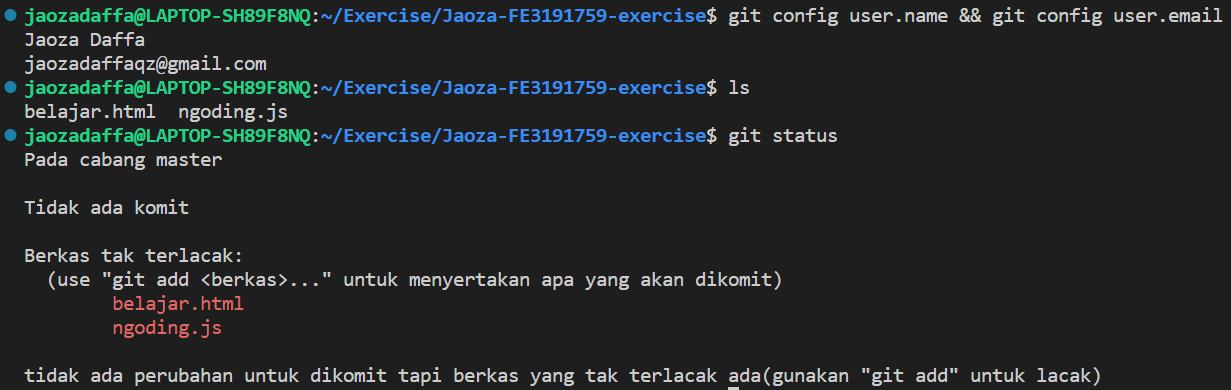 jaozadaffa@LAPTOP-SH89F8NQ:~/Exercise/Jaoza-FE3191759-exercise$ git config user.name && git config user.email
Jaoza Daffa
jaozadaffaqz@gmail.com
jaozadaffa@LAPTOP-SH89F8NQ:~/Exercise/Jaoza-FE3191759-exercise$ ls
belajar.html  ngoding.js
jaozadaffa@LAPTOP-SH89F8NQ:~/Exercise/Jaoza-FE3191759-exercise$ git status
Pada cabang master
Tidak ada komit
Berkas tak terlacak:
(use "git add <berkas>..." untuk menyertakan apa yang akan dikomit)
belajar.html
ngoding.js
tidak ada perubahan untuk dikomit tapi berkas yang tak terlacak ada(gunakan "git add" untuk lacak)